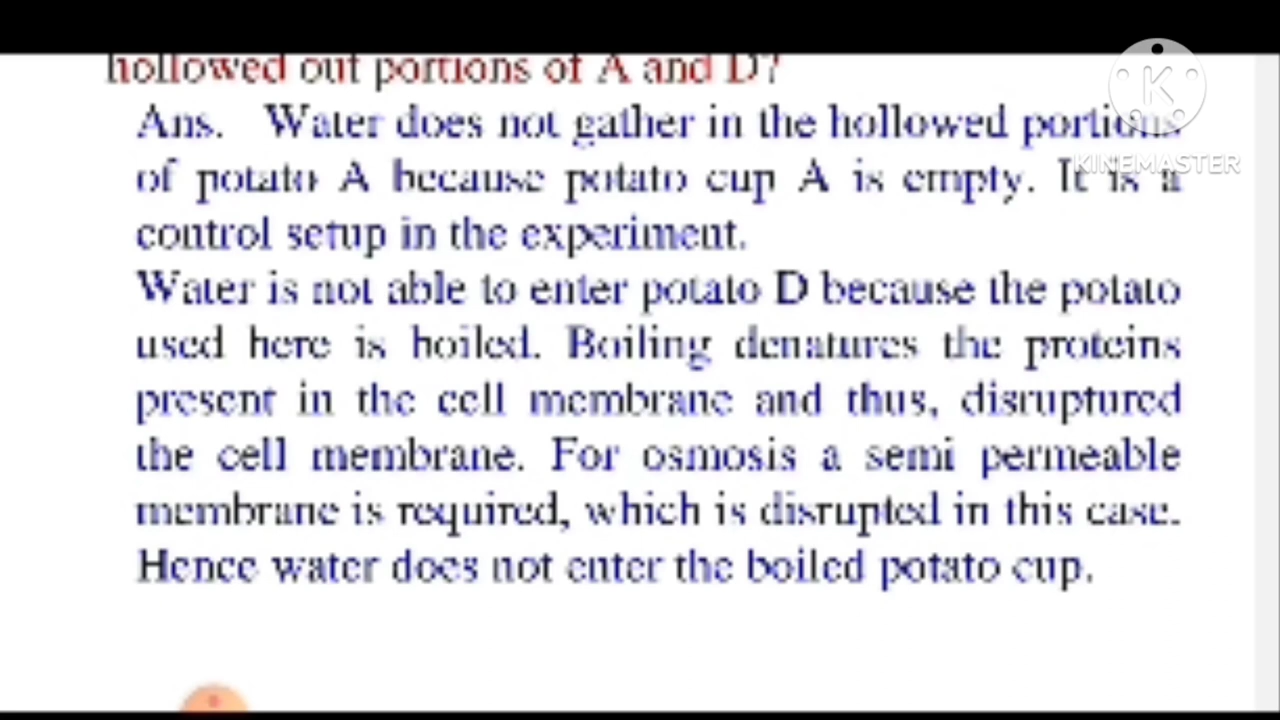 hollowed out portions of A and D?
Ans. Water does not gather in the hollowed portions
of potato A because potato cup A is empty. It is a
control setup in the experiment.
Water is not able to enter potato D because the potato
used here is boiled. Boiling denatures the proteins
present in the cell membrane and thus, disruptured
the cell membrane. For osmosis a semi permeable
membrane is required, which is disrupted in this case.
Hence water does not enter the boiled potato cup.
K
KINEMASTER